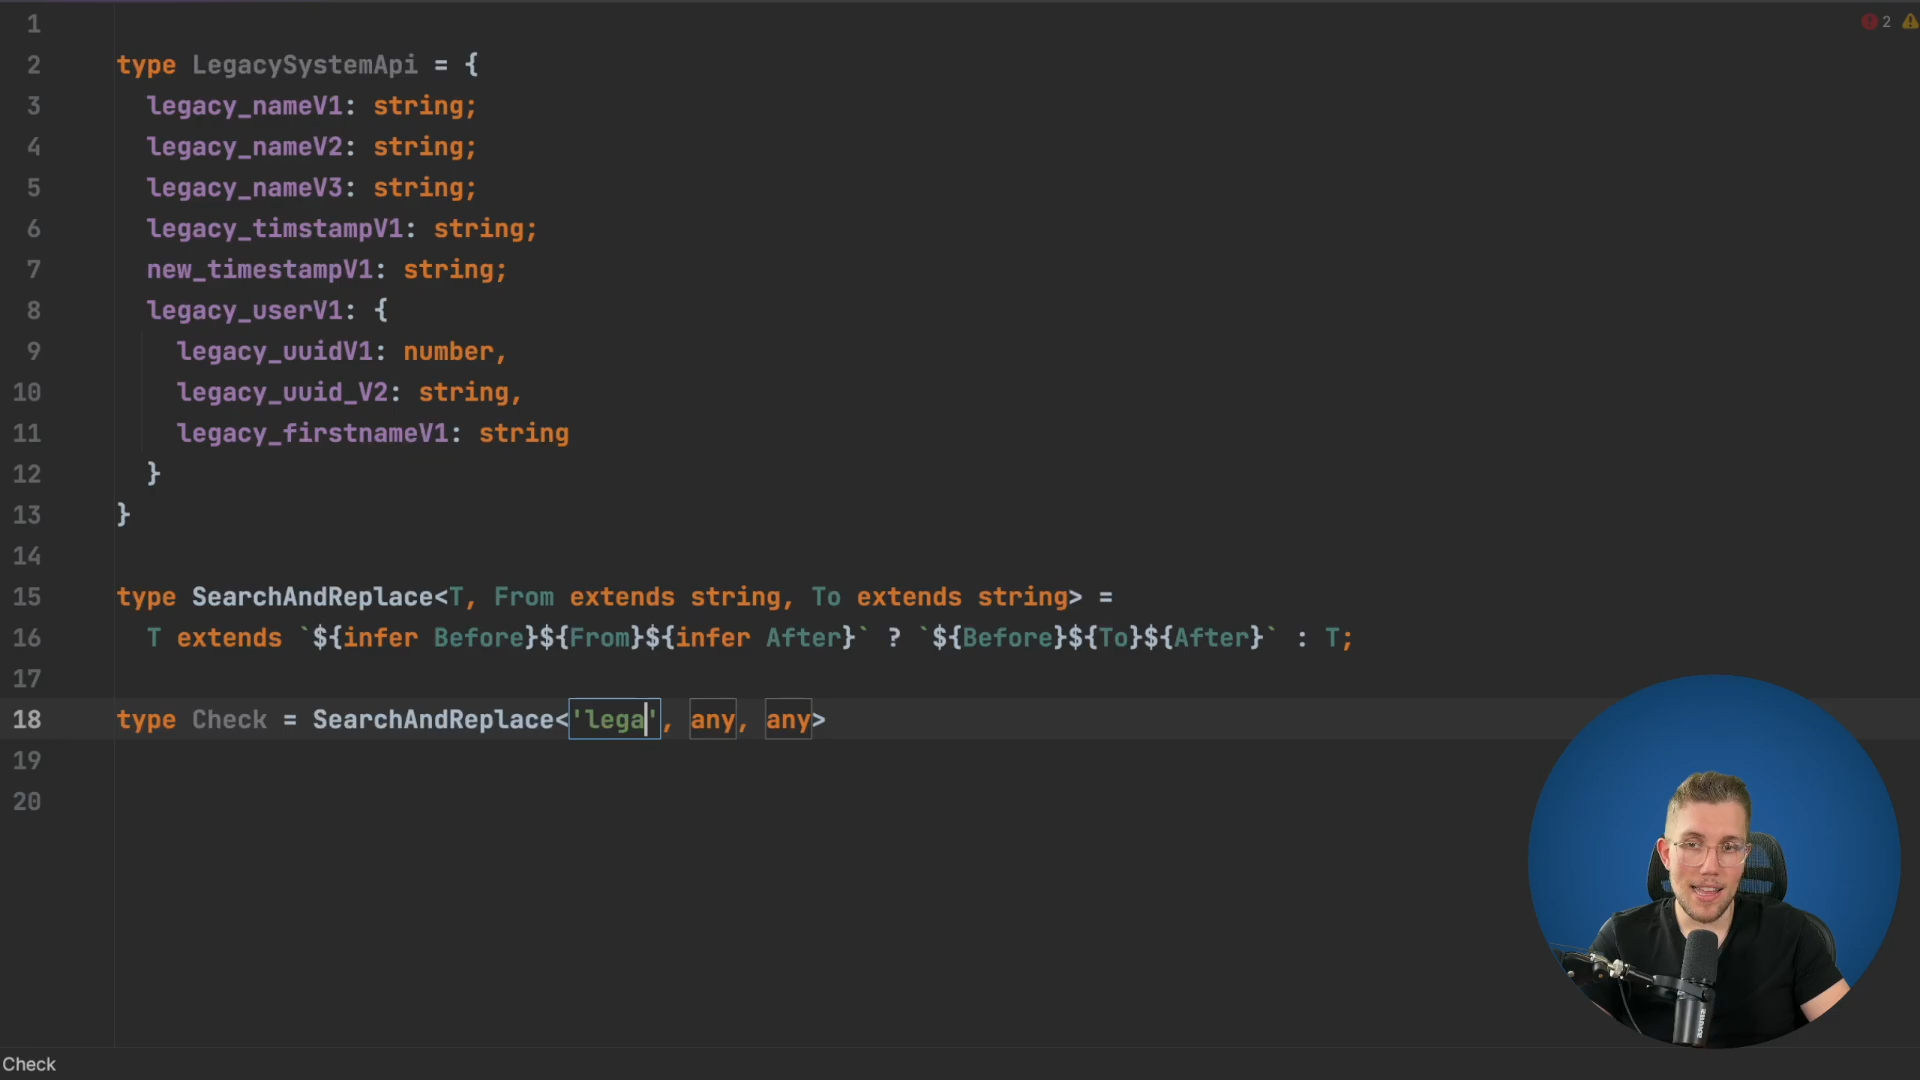 1
2 type LegacySystemApi = {
3 legacy_nameV1: string;
4 legacy_nameV2: string;
5 legacy_nameV3: string;
6 legacy_timstampV1: string;
7 new_timestampV1: string;
8 legacy_userV1: {
9 legacy_uuidV1: number,
10 legacy_uuid_V2: string,
11 legacy_firstnameV1: string
12 }
13 }
14
15 type SearchAndReplace<T, From extends string, To extends string> =
16 T extends `${infer Before}${From}${infer After}` ? `${Before}${To}${After}` : T;
17
18 type Check = SearchAndReplace<'lega', any, any>
19
20
2
Check